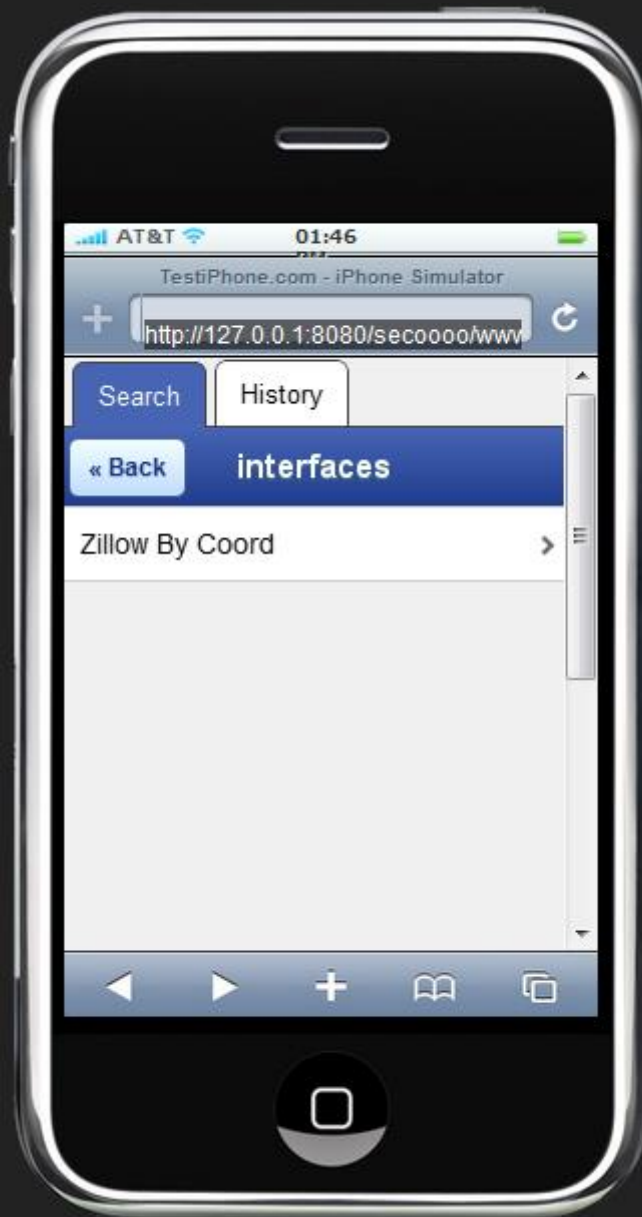 AT&T 01:46
TestiPhone.com - iPhone Simulator
http://127.0.0.1:8080/secoooo/www
Search History
« Back interfaces
Zillow By Coord